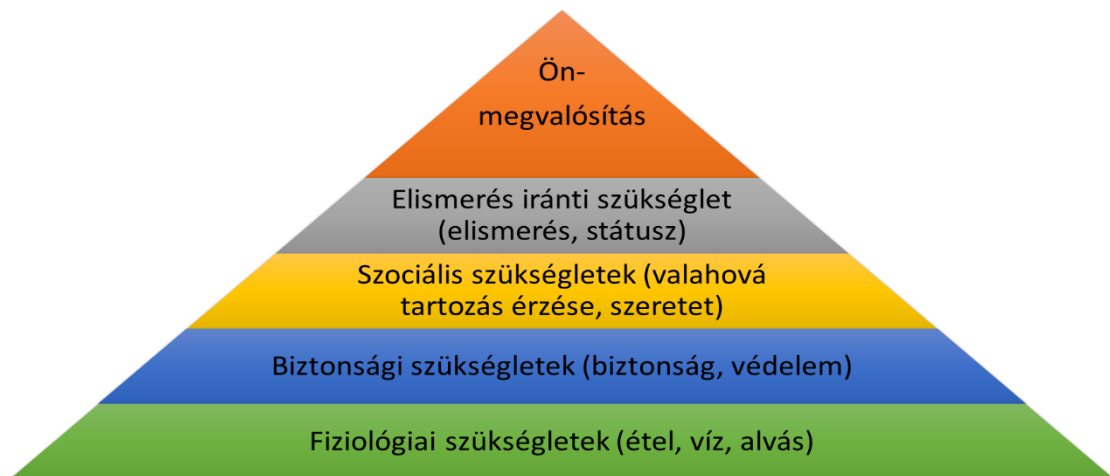 Ön-
megvalósítás
Elismerés iránti szükséglet
(elismerés, státusz)
Szociális szükségletek (valahová
tartozás érzése, szeretet)
Biztonsági szükségletek (biztonság, védelem)
Fiziológiai szükségletek (étel, víz, alvás)